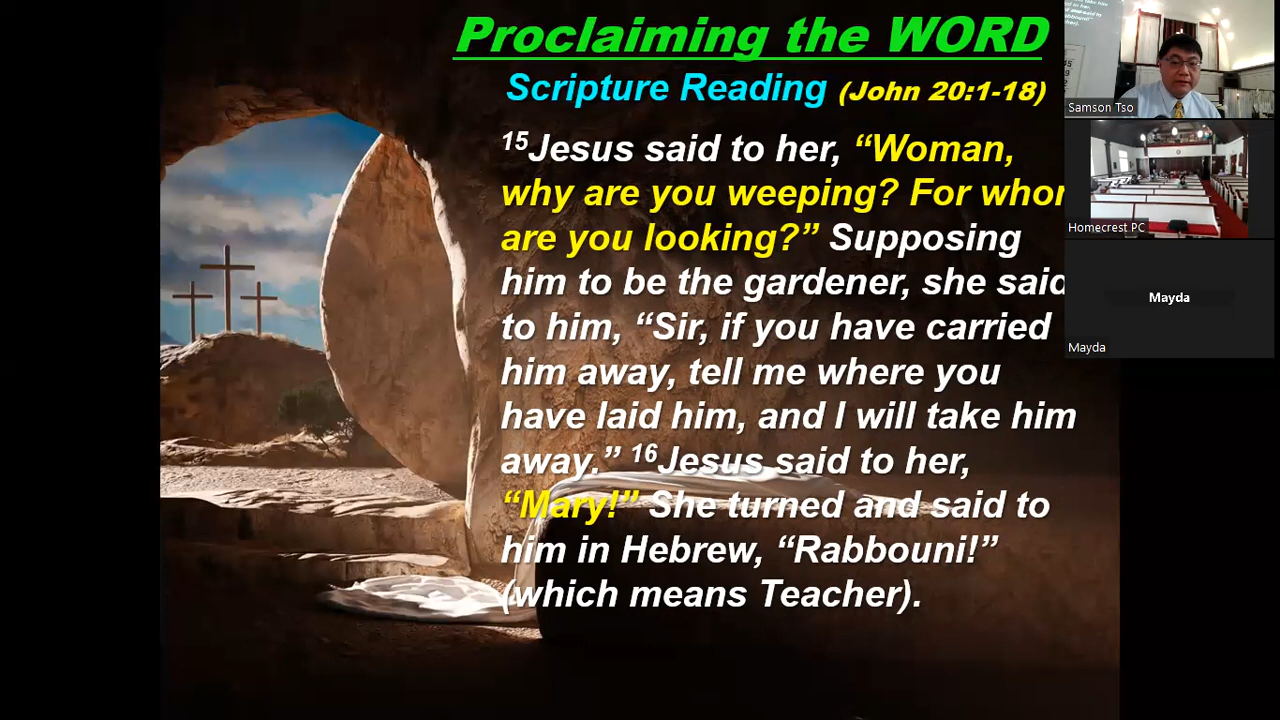 Proclaiming the WORD
Scripture Reading (John 20:1-18)
15Jesus said to her, “Woman,
why are you weeping? For whom
are you looking?” Supposing
him to be the gardener, she said
to him, “Sir, if you have carried
him away, tell me where you
have laid him, and I will take him
away.” 16Jesus said to her,
“Mary!” She turned and said to
him in Hebrew, “Rabbouni!”
(which means Teacher).
Samson Tso
Homecrest PC
Mayda
Mayda